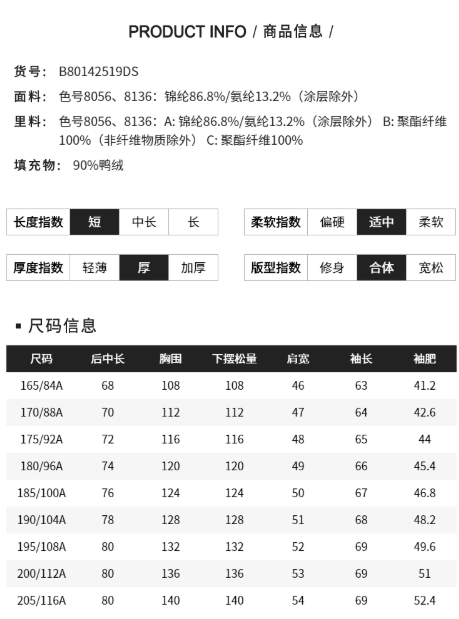 PRODUCT INFO / 商品信息 /
货号： B80142519DS
面料： 色号8056、8136：锦纶86.8%/氨纶13.2%（涂层除外）
里料： 色号8056、8136：A: 锦纶86.8%/氨纶13.2%（涂层除外） B: 聚酯纤维
100%（非纤维物质除外） C: 聚酯纤维100%
填充物： 90%鸭绒
长度指数 短 中长 长 柔软指数 偏硬 适中 柔软
厚度指数 轻薄 厚 加厚 版型指数 修身 合体 宽松
▪ 尺码信息
尺码 后中长 胸围 下摆松量 肩宽 袖长 袖肥
165/84A 68 108 108 46 63 41.2
170/88A 70 112 112 47 64 42.6
175/92A 72 116 116 48 65 44
180/96A 74 120 120 49 66 45.4
185/100A 76 124 124 50 67 46.8
190/104A 78 128 128 51 68 48.2
195/108A 80 132 132 52 69 49.6
200/112A 80 136 136 53 69 51
205/116A 80 140 140 54 69 52.4